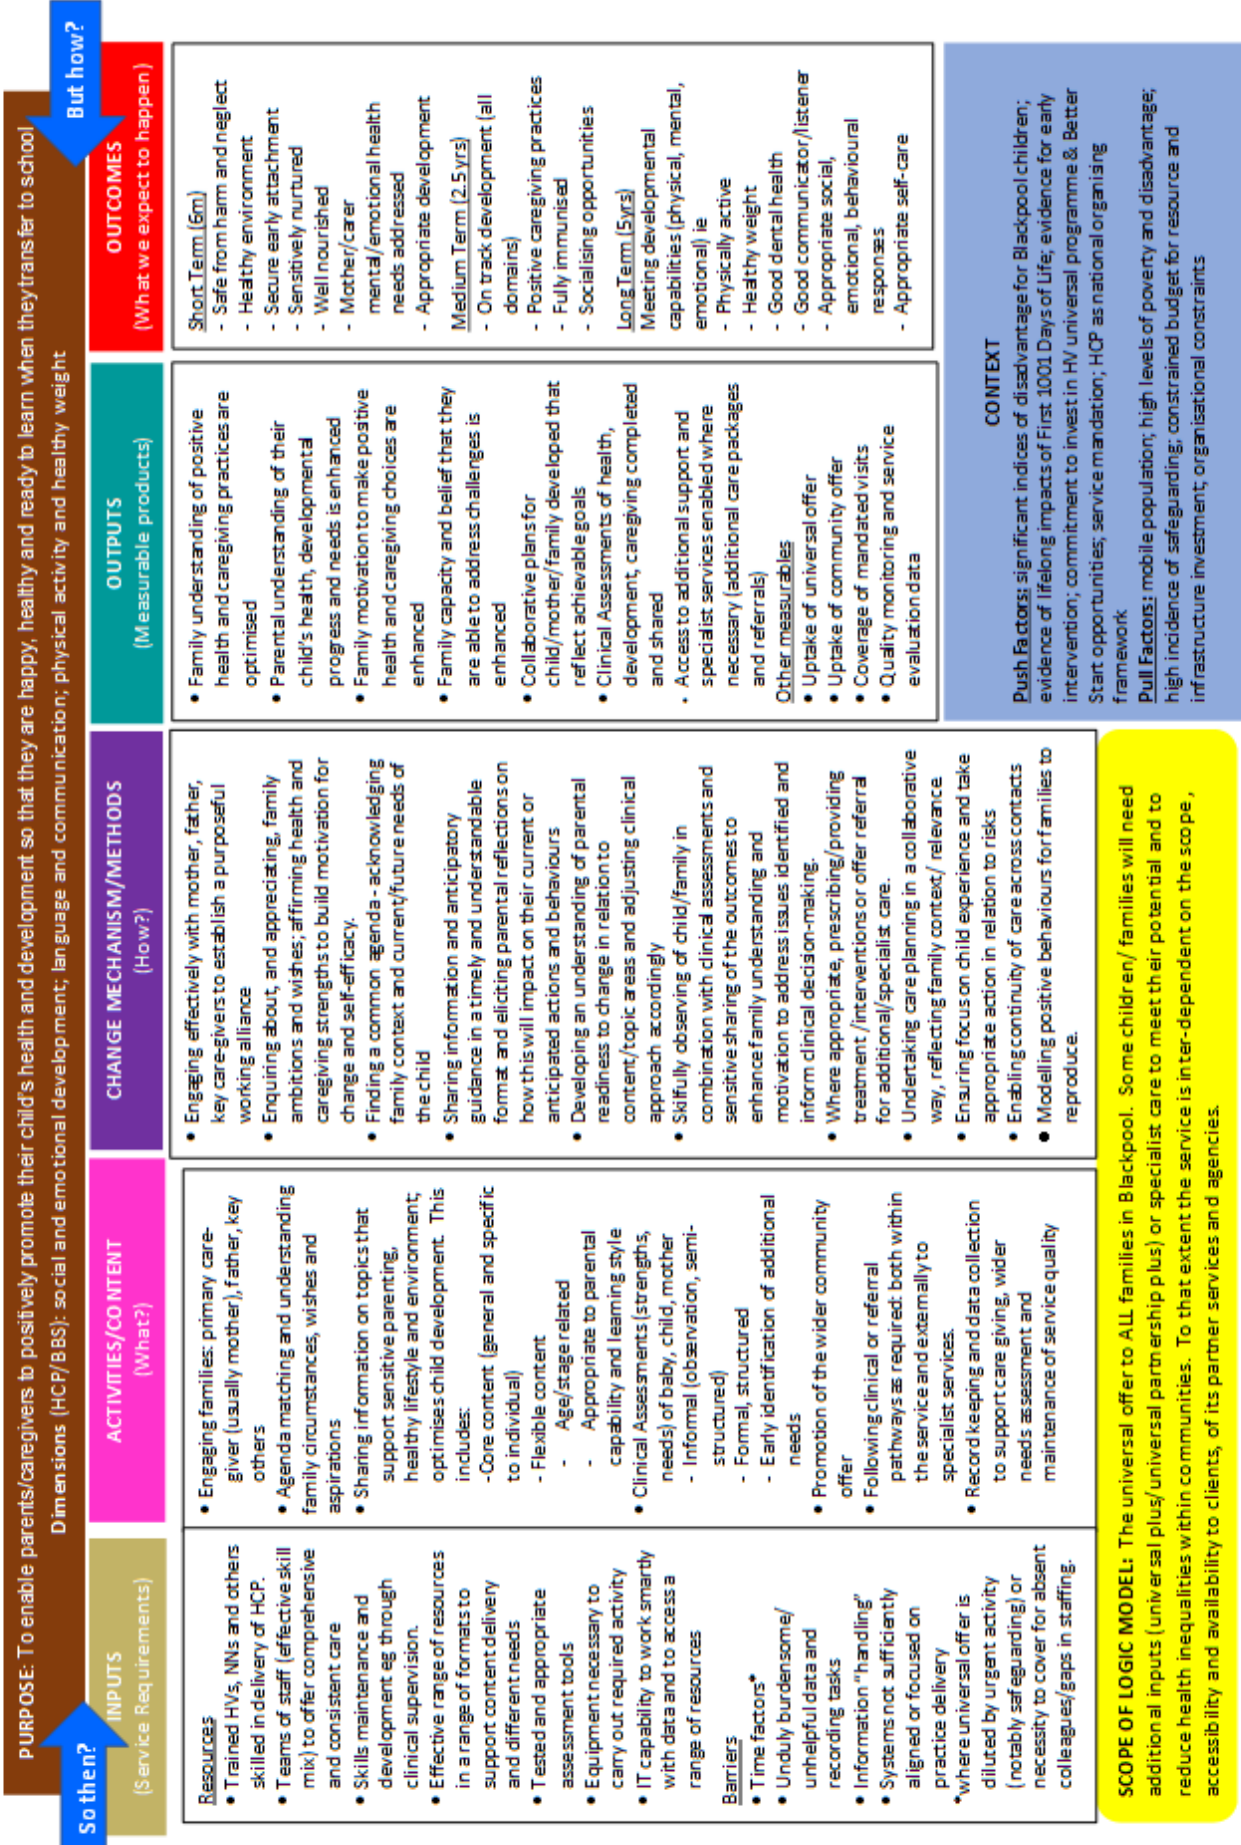 PURPOSE: To enable parents/caregivers to positively promote their child's health and development so that they are happy, healthy and ready to learn when they transfer to school
Dimensions (HCP/BBS): social and emotional development; language and communication; physical activity and healthy weight
So then?
But how?
INPUTS
(Service Requirements)
Resources
• Trained HVs, NNs and others
skilled in delivery of HCP.
• Teams of staff (effective skill
mix) to offer comprehensive
and consistent care
• Skills maintenance and
development eg through
clinical supervision.
• Effective range of resources
in a range of formats to
support content delivery
and different needs
• Tested and appropriate
assessment tools
• Equipment necessary to
carry out required activity
• IT capability to work smartly
with data and to access a
range of resources
Barriers
• Time factors*
• Unduly burdensome/
unhelpful data and
recording tasks
• Information "handling"
• Systems not sufficiently
aligned or focused on
practice delivery
*where universal offer is
diluted by urgent activity
(notably safeguarding) or
necessity to cover for absent
colleagues/gaps in staffing.
ACTIVITIES/CONTENT
(What?)
• Engaging families: primary care-
giver (usually mother), father, key
others
• Agenda matching and understanding
family circumstances, wishes and
aspirations
• Sharing information on topics that
support sensitive parenting,
healthy lifestyle and environment;
optimises child development. This
includes:
-Core content (general and specific
to individual)
- Flexible content
- Age/stage related
- Appropriate to parental
capability and learning style
• Clinical Assessments (strengths,
needs) of baby, child, mother
- Informal (observation, semi-
structured)
- Formal, structured
- Early identification of additional
needs
• Promotion of the wider community
offer
• Following clinical or referral
pathways as required: both within
the service and externally to
specialist services.
• Record keeping and data collection
to support care giving, wider
needs assessment and
maintenance of service quality
CHANGE MECHANISM/METHODS
(How?)
• Engaging effectively with mother, father,
key care-givers to establish a purposeful
working alliance
• Enquiring about, and appreciating, family
ambitions and wishes; affirming health and
caregiving strengths to build motivation for
change and self-efficacy.
• Finding a common agenda - acknowledging
family context and current/future needs of
the child
• Sharing information and anticipatory
guidance in a timely and understandable
format and eliciting parental reflections on
how this will impact on their current or
anticipated actions and behaviours
• Developing an understanding of parental
readiness to change in relation to
content/topic areas and adjusting clinical
approach accordingly
• Skilfully observing of child/family in
combination with clinical assessments and
sensitive sharing of the outcomes to
enhance family understanding and
motivation to address issues identified and
inform clinical decision-making.
• Where appropriate, prescribing/providing
treatment /interventions or offer referral
for additional/specialist care.
• Undertaking care planning in a collaborative
way, reflecting family context/ relevance
• Ensuring focus on child experience and take
appropriate action in relation to risks
• Enabling continuity of care across contacts
• Modelling positive behaviours for families to
reproduce.
OUTPUTS
(Measurable products)
• Family understanding of positive
health and caregiving practices are
optimised
• Parental understanding of their
child's health, developmental
progress and needs is enhanced
• Family motivation to make positive
health and caregiving choices are
enhanced
• Family capacity and belief that they
are able to address challenges is
enhanced
• Collaborative plans for
child/mother/family developed that
reflect achievable goals
• Clinical Assessments of health,
development, caregiving completed
and shared
• Access to additional support and
specialist services enabled where
necessary (additional care packages
and referrals)
Other measurables
• Uptake of universal offer
• Uptake of community offer
• Coverage of mandated visits
• Quality monitoring and service
evaluation data
OUTCOMES
(What we expect to happen)
Short Term (6m)
- Safe from harm and neglect
- Healthy environment
- Secure early attachment
- Sensitively nurtured
- Well nourished
- Mother/carer
mental/emotional health
needs addressed
- Appropriate development
Medium Term (2.5 yrs)
- On track development (all
domains)
- Positive caregiving practices
- Fully immunised
- Socialising opportunities
Long Term (5yrs)
Meeting developmental
capabilities (physical, mental,
emotional) ie
- Physically active
- Healthy weight
- Good dental health
- Good communicator/listener
- Appropriate social,
emotional, behavioural
responses
- Appropriate self-care
SCOPE OF LOGIC MODEL: The universal offer to ALL families in Blackpool. Some children/ families will need
additional inputs (universal plus/universal partnership plus) or specialist care to meet their potential and to
reduce health inequalities within communities. To that extent the service is inter-dependent on the scope,
accessibility and availability to clients, of its partner services and agencies.
CONTEXT
Push Factors: significant indices of disadvantage for Blackpool children;
evidence of lifelong impacts of First 1001 Days of Life; evidence for early
intervention; commitment to invest in HV universal programme & Better
Start opportunities; service mandation; HCP as national organising
framework
Pull Factors: mobile population; high levels of poverty and disadvantage;
high incidence of safeguarding; constrained budget for resource and
infrastructure investment; organisational constraints